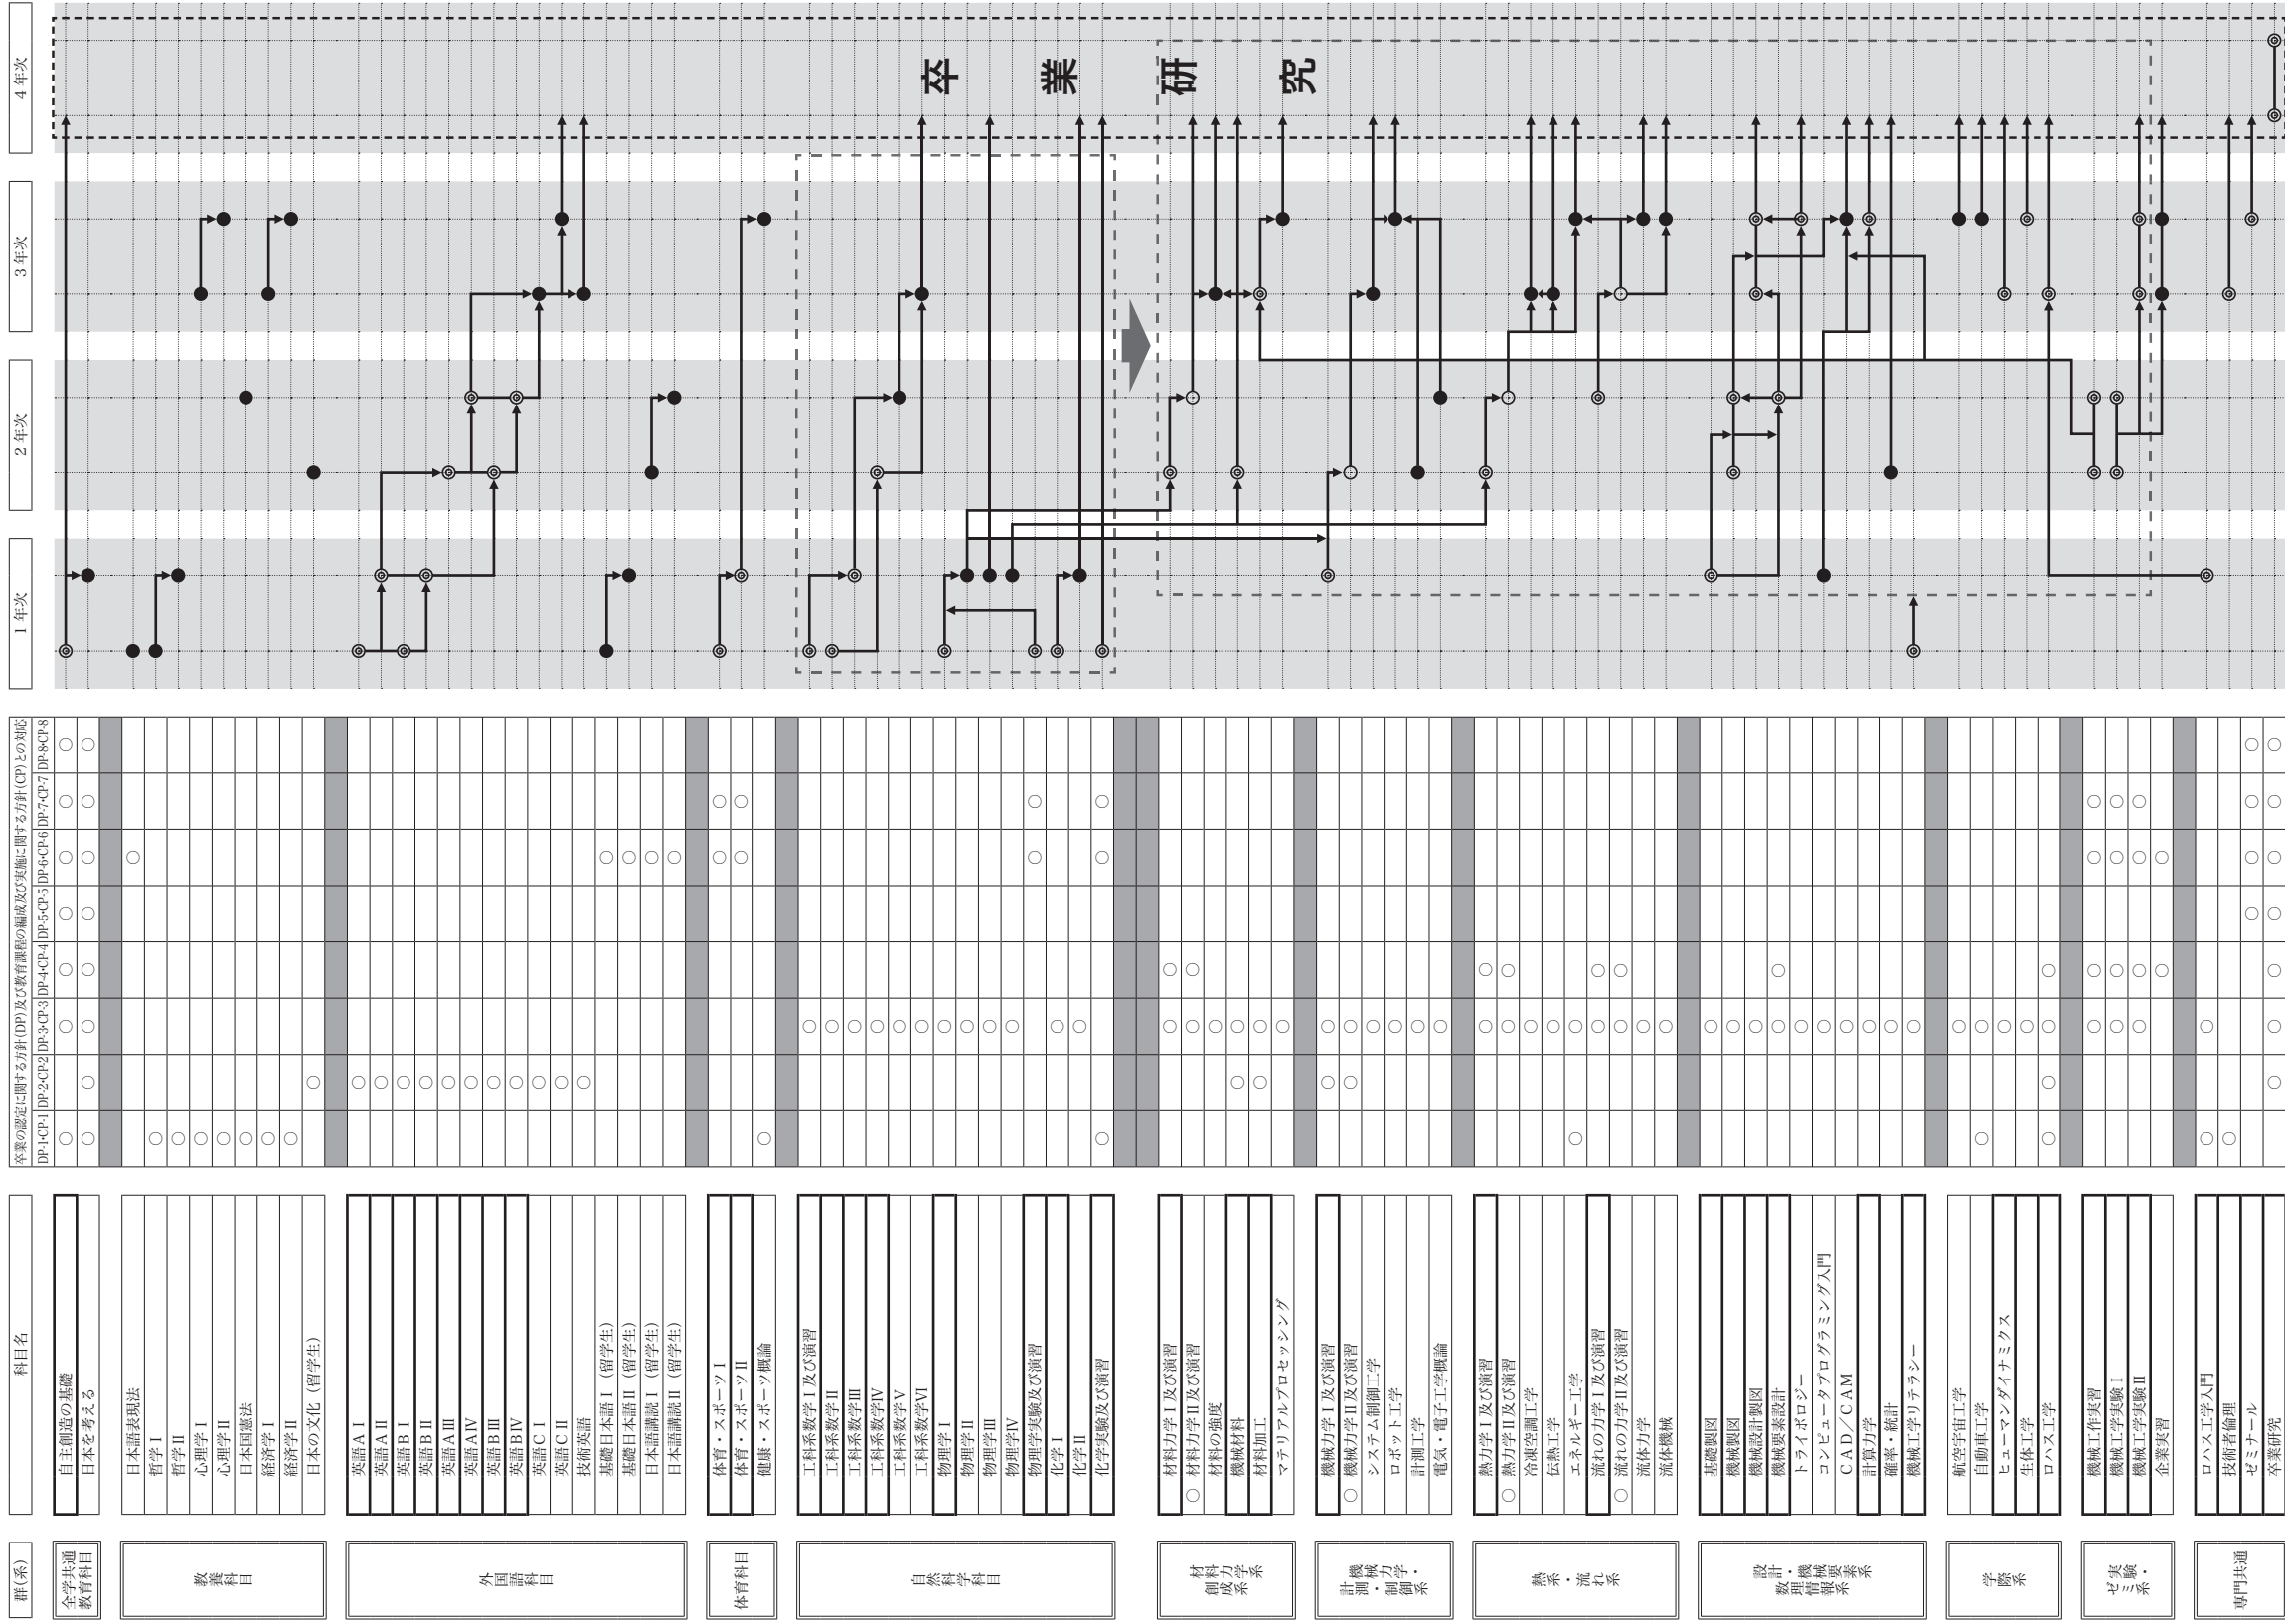 群(系)
科目名
卒業の認定に関する方針(DP)及び教育課程の編成及び実施に関する方針(CP)との対応
DP-1・CP-1 DP-2・CP-2 DP-3・CP-3 DP-4・CP-4 DP-5・CP-5 DP-6・CP-6 DP-7・CP-7 DP-8・CP-8
1年次
2年次
3年次
4年次
全学共通
教育科目
自主創造の基礎
日本を考える
教養科目
日本語表現法
哲学Ⅰ
哲学Ⅱ
心理学Ⅰ
心理学Ⅱ
日本国憲法
経済学Ⅰ
経済学Ⅱ
日本の文化（留学生）
外国語科目
英語AⅠ
英語AⅡ
英語BⅠ
英語BⅡ
英語AⅢ
英語AⅣ
英語BⅢ
英語BⅣ
英語CⅠ
英語CⅡ
技術英語
基礎日本語Ⅰ（留学生）
基礎日本語Ⅱ（留学生）
日本語講読Ⅰ（留学生）
日本語講読Ⅱ（留学生）
体育科目
体育・スポーツⅠ
体育・スポーツⅡ
健康・スポーツ概論
自然科学科目
工科系数学Ⅰ及び演習
工科系数学Ⅱ
工科系数学Ⅲ
工科系数学Ⅳ
工科系数学Ⅴ
工科系数学Ⅵ
物理学Ⅰ
物理学Ⅱ
物理学Ⅲ
物理学Ⅳ
物理学実験及び演習
化学Ⅰ
化学Ⅱ
化学実験及び演習
材料力学系
創成系
材料力学Ⅰ及び演習
○ 材料力学Ⅱ及び演習
材料の強度
機械材料
材料加工
マテリアルプロセッシング
機械力学・
計測・制御系
機械力学Ⅰ及び演習
○ 機械力学Ⅱ及び演習
システム制御工学
ロボット工学
計測工学
電気・電子工学概論
熱・流れ系
熱力学Ⅰ及び演習
○ 熱力学Ⅱ及び演習
冷凍空調工学
伝熱工学
エネルギー工学
流れの力学Ⅰ及び演習
○ 流れの力学Ⅱ及び演習
流体力学
流体機械
設計・機械要素系
数理情報系
基礎製図
機械製図
機械設計製図
機械要素設計
トライボロジー
コンピュータプログラミング入門
CAD／CAM
計算力学
確率・統計
機械工学リテラシー
学際系
航空宇宙工学
自動車工学
ヒューマンダイナミクス
生体工学
ロハス工学
実験・
ゼミ系
機械工作実習
機械工学実験Ⅰ
機械工学実験Ⅱ
企業実習
専門共通
ロハス工学入門
技術者倫理
ゼミナール
卒業研究
卒業研究